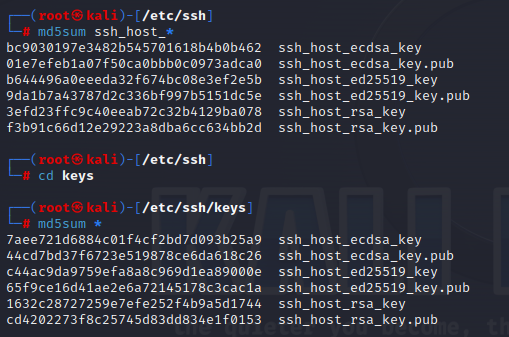 ┌──(root㉿kali)-[/etc/ssh]
└─# md5sum ssh_host_*
bc9030197e3482b545701618b4b0b462  ssh_host_ecdsa_key
01e7efeb1a07f50ca0bbb0c0973adca0  ssh_host_ecdsa_key.pub
b644496a0eeeda32f674bc08e3ef2e5b  ssh_host_ed25519_key
9da1b7a43787d2c336bf997b5151dc5e  ssh_host_ed25519_key.pub
3efd23ffc9c40eeab72c32b4129ba078  ssh_host_rsa_key
f3b91c66d12e29223a8dba6cc634bb2d  ssh_host_rsa_key.pub
┌──(root㉿kali)-[/etc/ssh]
└─# cd keys
┌──(root㉿kali)-[/etc/ssh/keys]
└─# md5sum *
7aee721d6884c01f4cf2bd7d093b25a9  ssh_host_ecdsa_key
44cd7bd37f6723e519878ce6da618c26  ssh_host_ecdsa_key.pub
c44ac9da9759efa8a8c969d1ea89000e  ssh_host_ed25519_key
65f9ce16d41ae2e6a72145178c3cac1a  ssh_host_ed25519_key.pub
1632c28727259e7efe252f4b9a5d1744  ssh_host_rsa_key
cd4202273f8c25745d83dd834e1f0153  ssh_host_rsa_key.pub